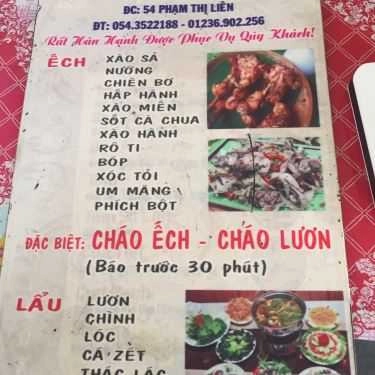 ĐC: 54 PHẠM THỊ LIÊN
ĐT: 054.3522188 - 01236.902.256
Rất Hân Hạnh Được Phục Vụ Qúy Khách!
ẾCH
XÀO SẢ
NƯỚNG
CHIÊN BƠ
HẤP HÀNH
XÀO MIẾN
SỐT CÀ CHUA
XÀO HÀNH
RÔ TI
BÓP
XÓC TỎI
UM MĂNG
PHÍCH BỘT
ĐẶC BIỆT: CHÁO ẾCH - CHÁO LƯƠN
(Báo trước 30 phút)
LẨU
LƯƠN
CHÌNH
LÓC
CÁ ZÉT
THÁC LÁC